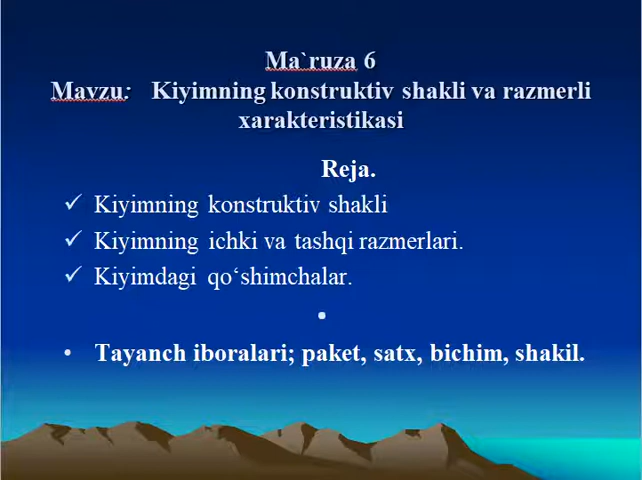 Ma`ruza 6
Mavzu: Kiyimning konstruktiv shakli va razmerli
xarakteristikasi
Reja.
✓ Kiyimning konstruktiv shakli
✓ Kiyimning ichki va tashqi razmerlari.
✓ Kiyimdagi qo‘shimchalar.
•
• Tayanch iboralari; paket, satx, bichim, shakil.